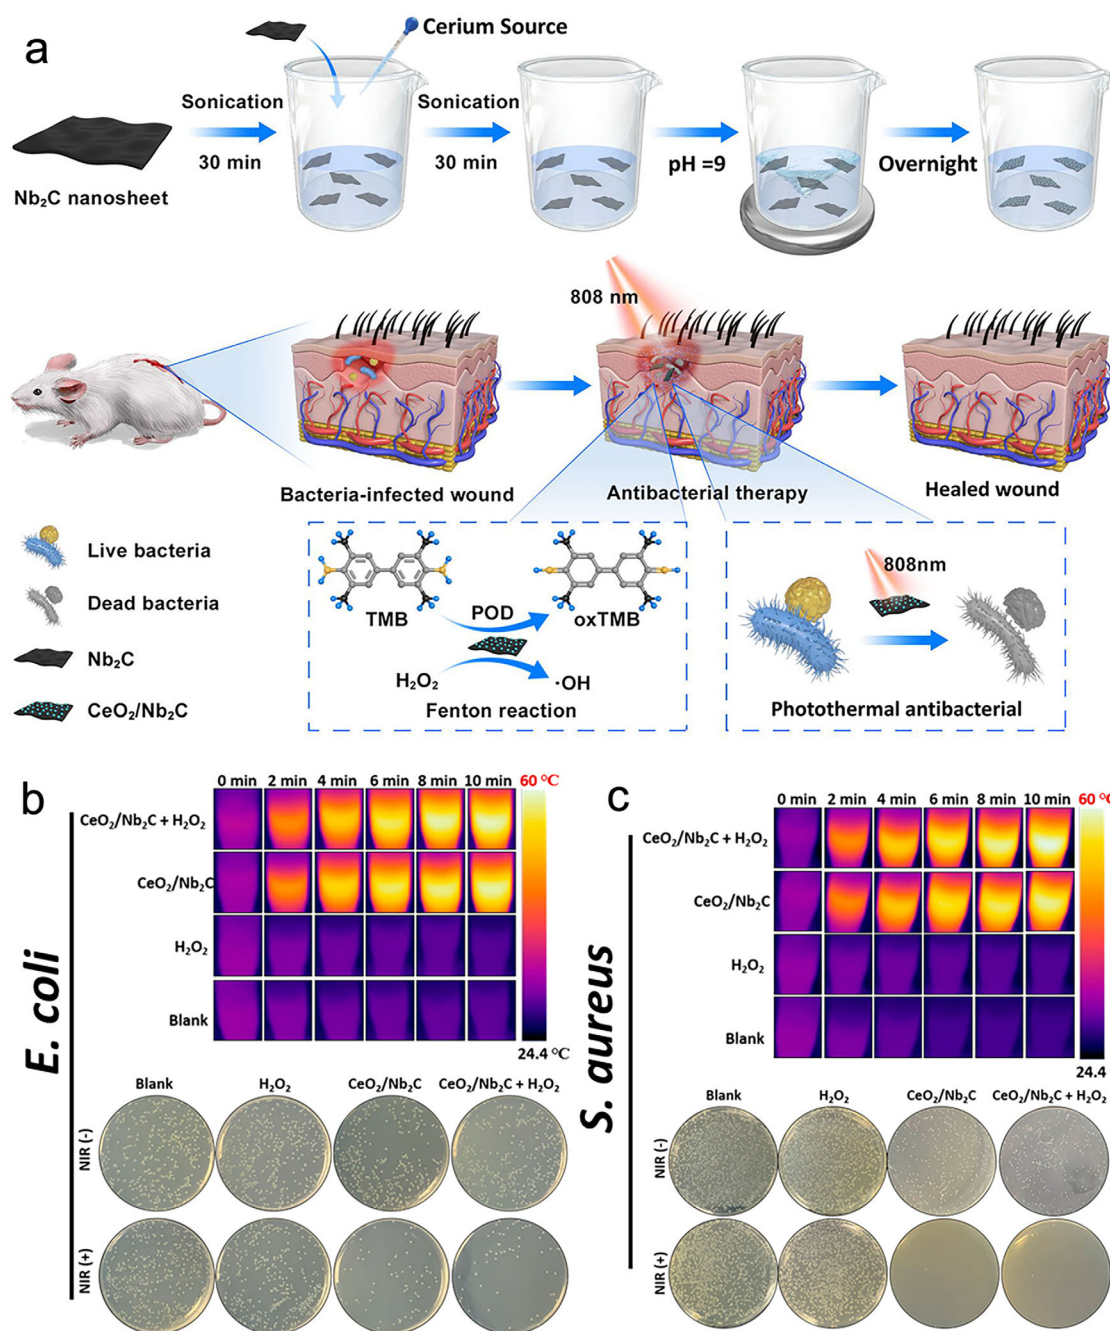 a
Cerium Source
Sonication
30 min
Sonication
30 min
pH =9
Overnight
Nb₂C nanosheet
808 nm
Bacteria-infected wound
Antibacterial therapy
Healed wound
Live bacteria
Dead bacteria
Nb₂C
CeO₂/Nb₂C
TMB
POD
oxTMB
H₂O₂
·OH
Fenton reaction
808nm
Photothermal antibacterial
b
E. coli
0 min 2 min 4 min 6 min 8 min 10 min
60 °C
CeO₂/Nb₂C + H₂O₂
CeO₂/Nb₂C
H₂O₂
Blank
24.4 °C
Blank H₂O₂ CeO₂/Nb₂C CeO₂/Nb₂C + H₂O₂
NIR (-)
NIR (+)
c
S. aureus
0 min 2 min 4 min 6 min 8 min 10 min
60 °C
CeO₂/Nb₂C + H₂O₂
CeO₂/Nb₂C
H₂O₂
Blank
24.4 °
Blank H₂O₂ CeO₂/Nb₂C CeO₂/Nb₂C + H₂O₂
NIR (-)
NIR (+)